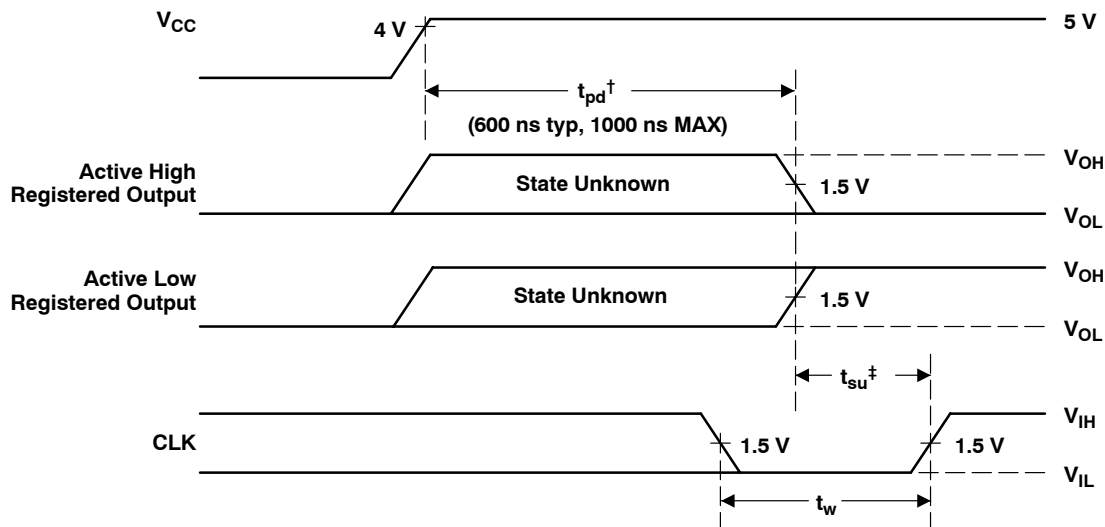 VCC
4 V
5 V
tpd†
(600 ns typ, 1000 ns MAX)
Active High
Registered Output
State Unknown
VOH
1.5 V
VOL
Active Low
Registered Output
State Unknown
VOH
1.5 V
VOL
tsu‡
CLK
1.5 V
1.5 V
VIH
VIL
tw